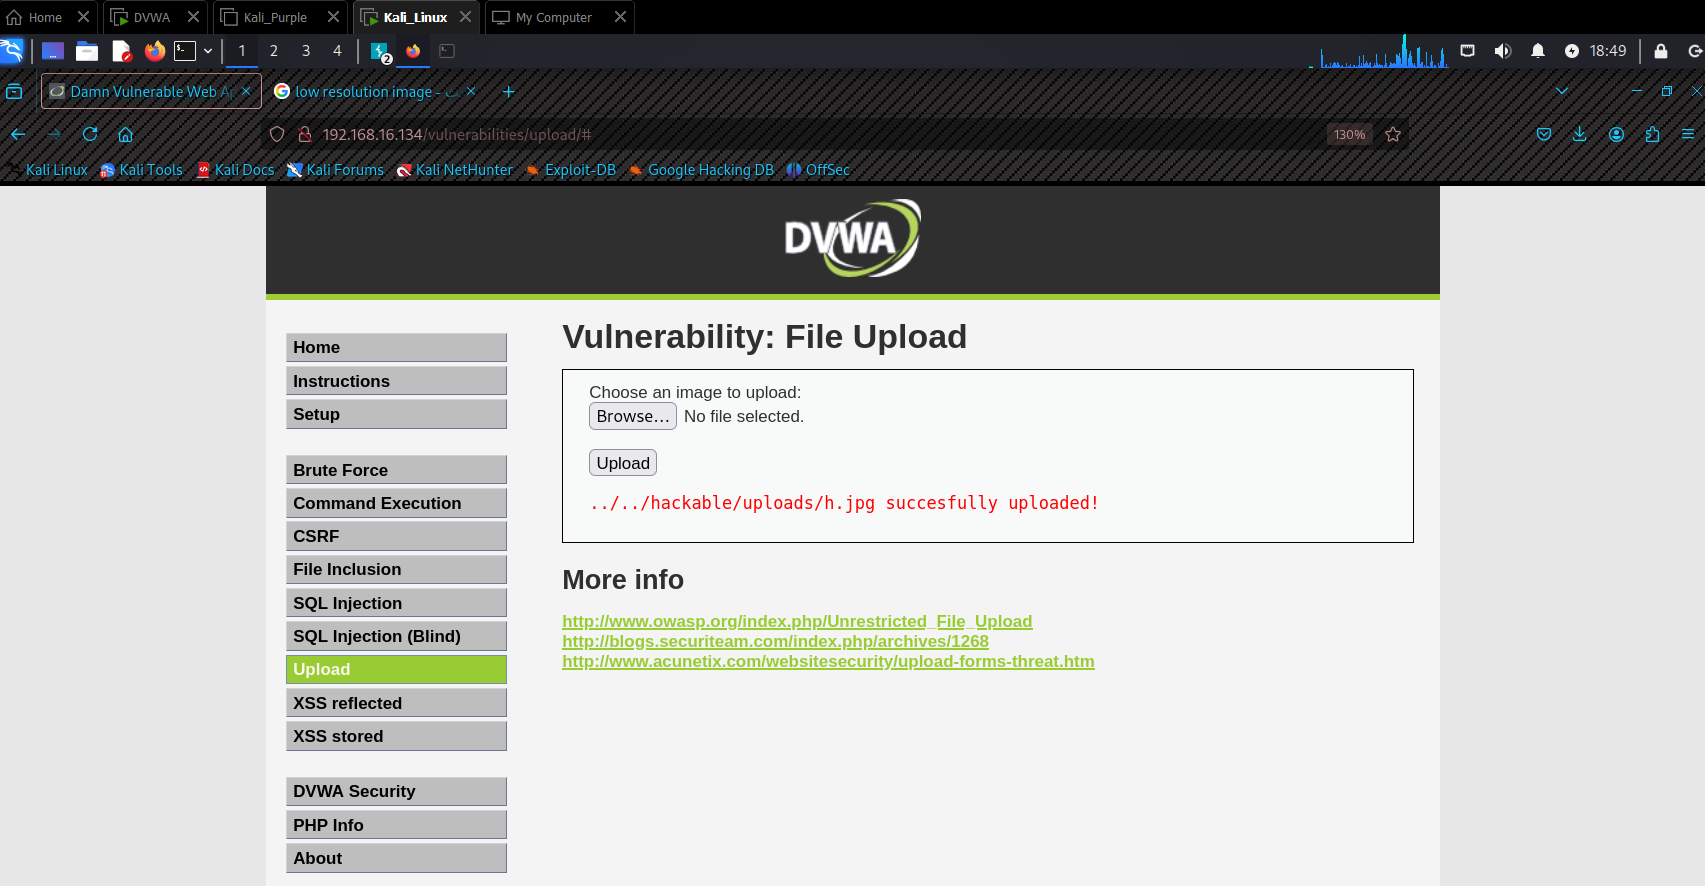 Home
DVWA
Kali_Purple
Kali_Linux
My Computer
1
2
3
4
2
18:49
Damn Vulnerable Web Ap
low resolution image -
192.168.16.134/vulnerabilities/upload/#
130%
Kali Linux
Kali Tools
Kali Docs
Kali Forums
Kali NetHunter
Exploit-DB
Google Hacking DB
OffSec
DVWA
Home
Instructions
Setup
Brute Force
Command Execution
CSRF
File Inclusion
SQL Injection
SQL Injection (Blind)
Upload
XSS reflected
XSS stored
DVWA Security
PHP Info
About
Vulnerability: File Upload
Choose an image to upload:
Browse... No file selected.
Upload
../../hackable/uploads/h.jpg succesfully uploaded!
More info
http://www.owasp.org/index.php/Unrestricted_File_Upload
http://blogs.securiteam.com/index.php/archives/1268
http://www.acunetix.com/websitesecurity/upload-forms-threat.htm